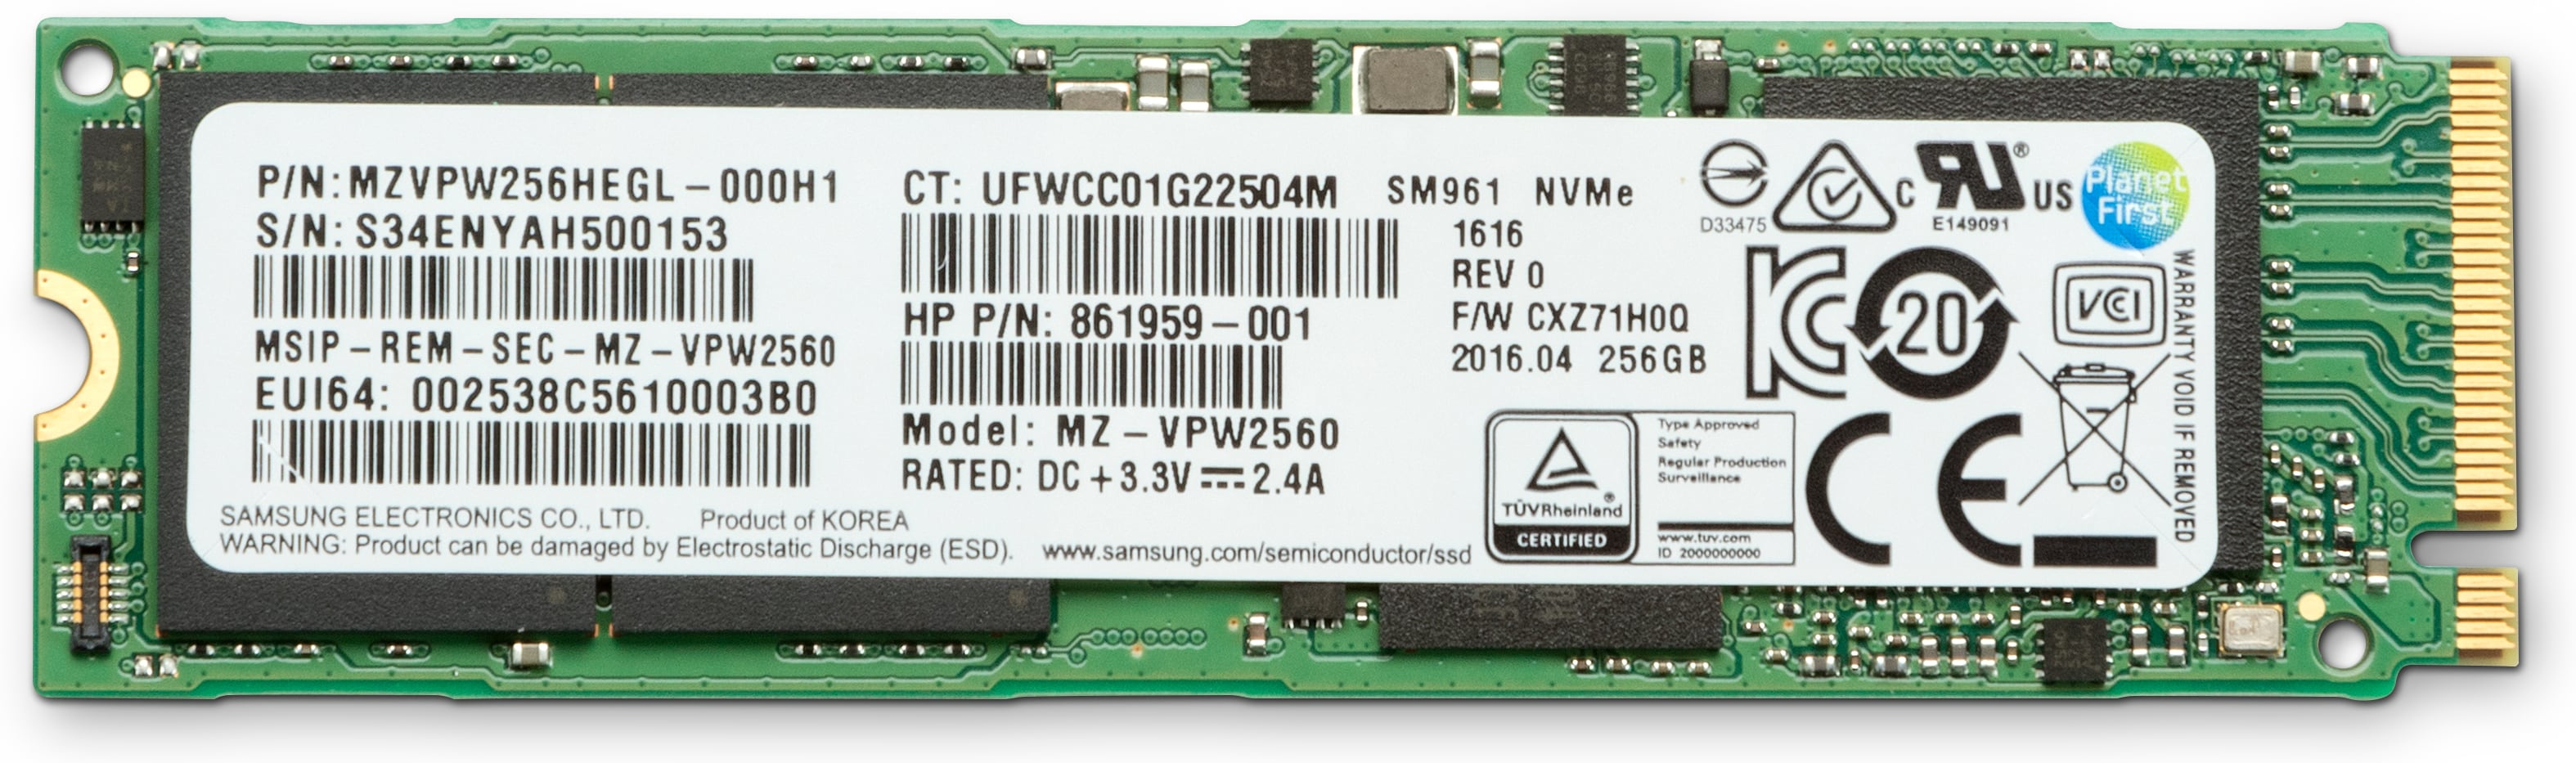 P/N: MZVPW256HEGL-000H1
S/N: S34ENYAH500153
MSIP-REM-SEC-MZ-VPW2560
EUI64: 002538C5610003B0
CT: UFWCC01G22504M
HP P/N: 861959-001
Model: MZ-VPW2560
RATED: DC +3.3V 2.4A
SM961 NVMe
1616
REV 0
F/W CXZ71H0Q
2016.04 256GB
D33475
C RU US
®
E149091
Planet
First
KC
20
VCI
CE
WARRANTY VOID IF REMOVED
TÜVRheinland®
CERTIFIED
Type Approved
Safety
Regular Production
Surveillance
www.tuv.com
ID 2000000000
SAMSUNG ELECTRONICS CO., LTD. Product of KOREA
WARNING: Product can be damaged by Electrostatic Discharge (ESD). www.samsung.com/semiconductor/ssd